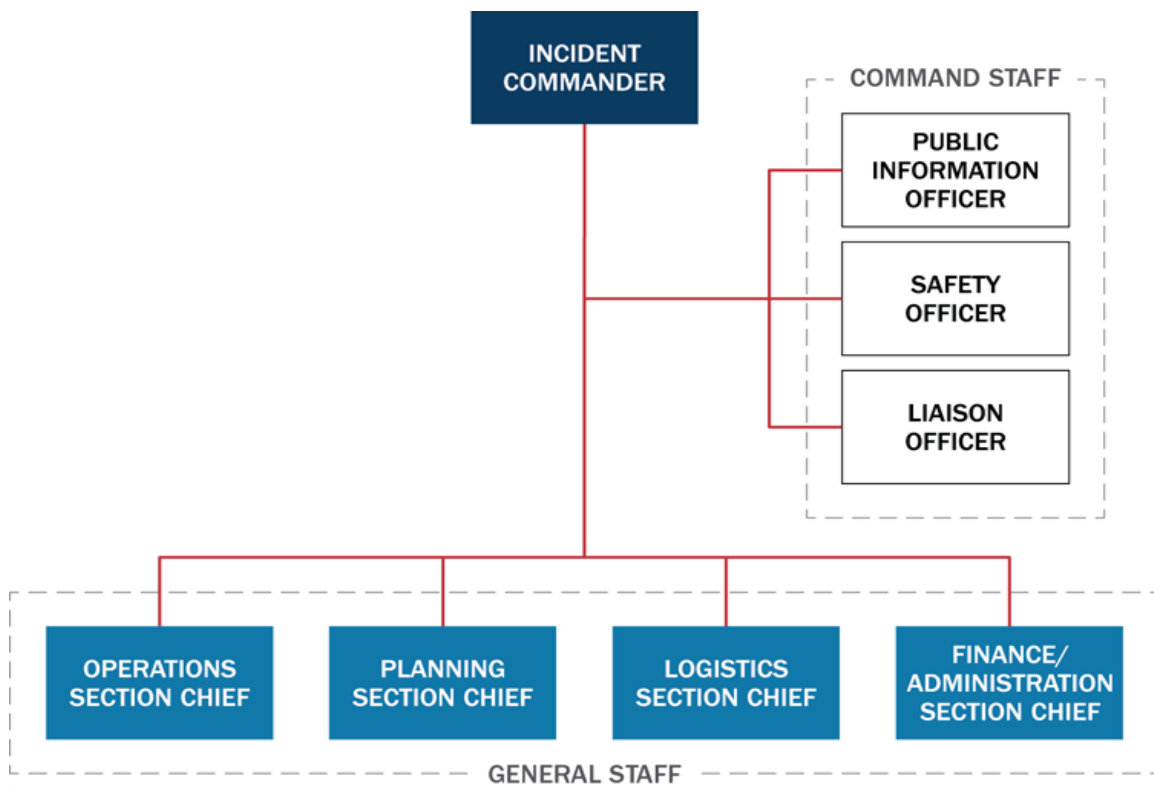 INCIDENT
COMMANDER
COMMAND STAFF
PUBLIC
INFORMATION
OFFICER
SAFETY
OFFICER
LIAISON
OFFICER
OPERATIONS
SECTION CHIEF
PLANNING
SECTION CHIEF
LOGISTICS
SECTION CHIEF
FINANCE/
ADMINISTRATION
SECTION CHIEF
GENERAL STAFF